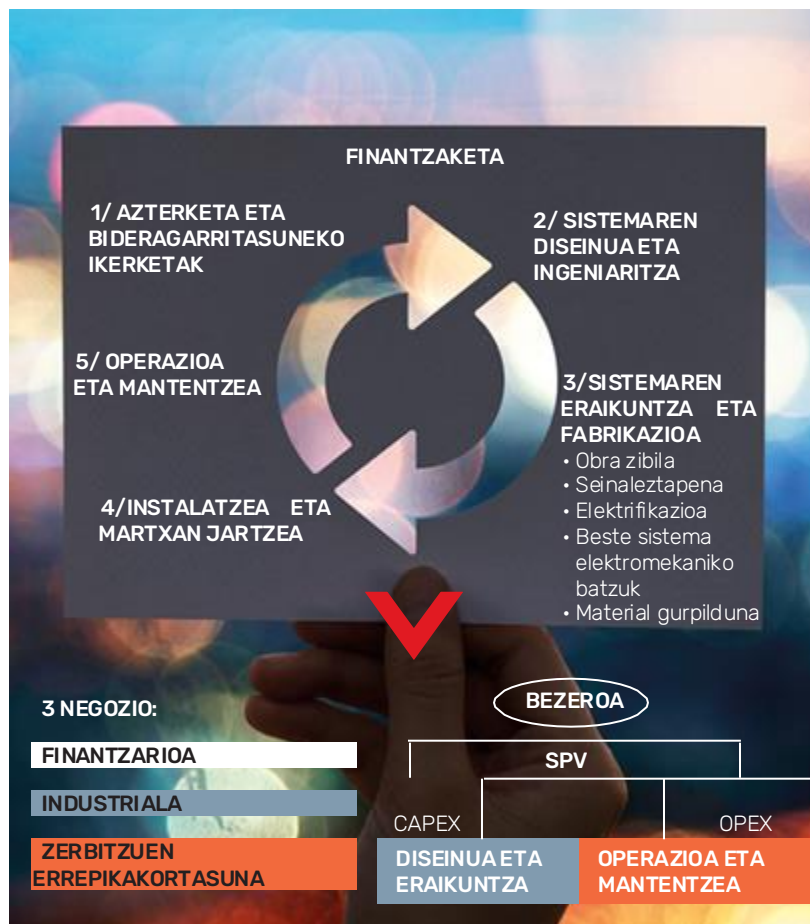 FINANTZAKETA
1/ AZTERKETA ETA
BIDERAGARRITASUNEKO
IKERKETAK
2/ SISTEMAREN
DISEINUA ETA
INGENIARITZA
3/SISTEMAREN
ERAIKUNTZA ETA
FABRIKAZIOA
• Obra zibila
• Seinaleztapena
• Elektrifikazioa
• Beste sistema
elektromekaniko
batzuk
• Material gurpilduna
4/INSTALATZEA ETA
MARTXAN JARTZEA
5/ OPERAZIOA
ETA MANTENTZEA
3 NEGOZIO:
FINANTZARIOA
INDUSTRIALA
ZERBITZUEN
ERREPIKAKORTASUNA
BEZEROA
SPV
CAPEX
OPEX
DISEINUA ETA
ERAIKUNTZA
OPERAZIOA ETA
MANTENTZEA